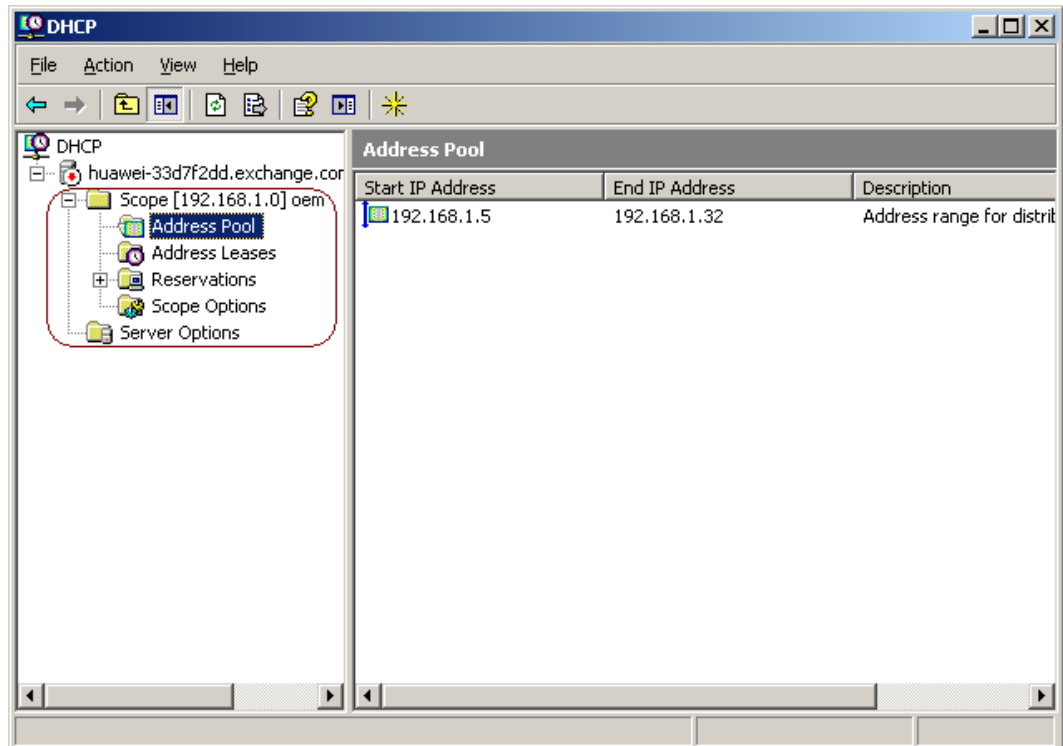 DHCP
File Action View Help
DHCP
huawei-33d7f2dd.exchange.cor
Scope [192.168.1.0] oem
Address Pool
Address Leases
Reservations
Scope Options
Server Options
Address Pool
Start IP Address End IP Address Description
192.168.1.5 192.168.1.32 Address range for distrib